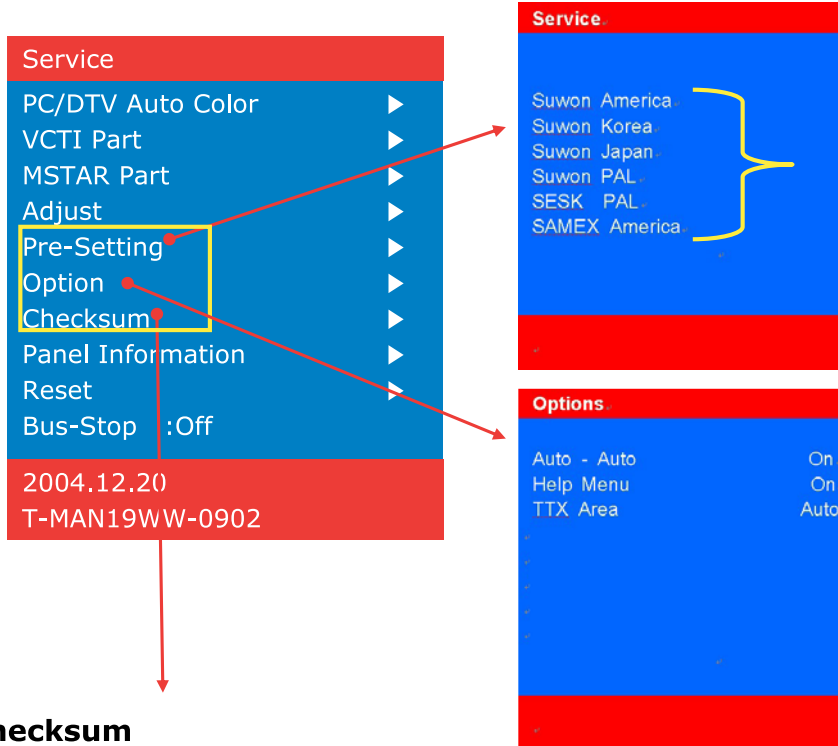 Service
PC/DTV Auto Color
VCTI Part
MSTAR Part
Adjust
Pre-Setting
Option
Checksum
Panel Information
Reset
Bus-Stop :Off
2004.12.20
T-MAN19WW-0902
hecksum
Service
Suwon America
Suwon Korea
Suwon Japan
Suwon PAL
SESK PAL
SAMEX America
Options
Auto - Auto On
Help Menu On
TTX Area Auto